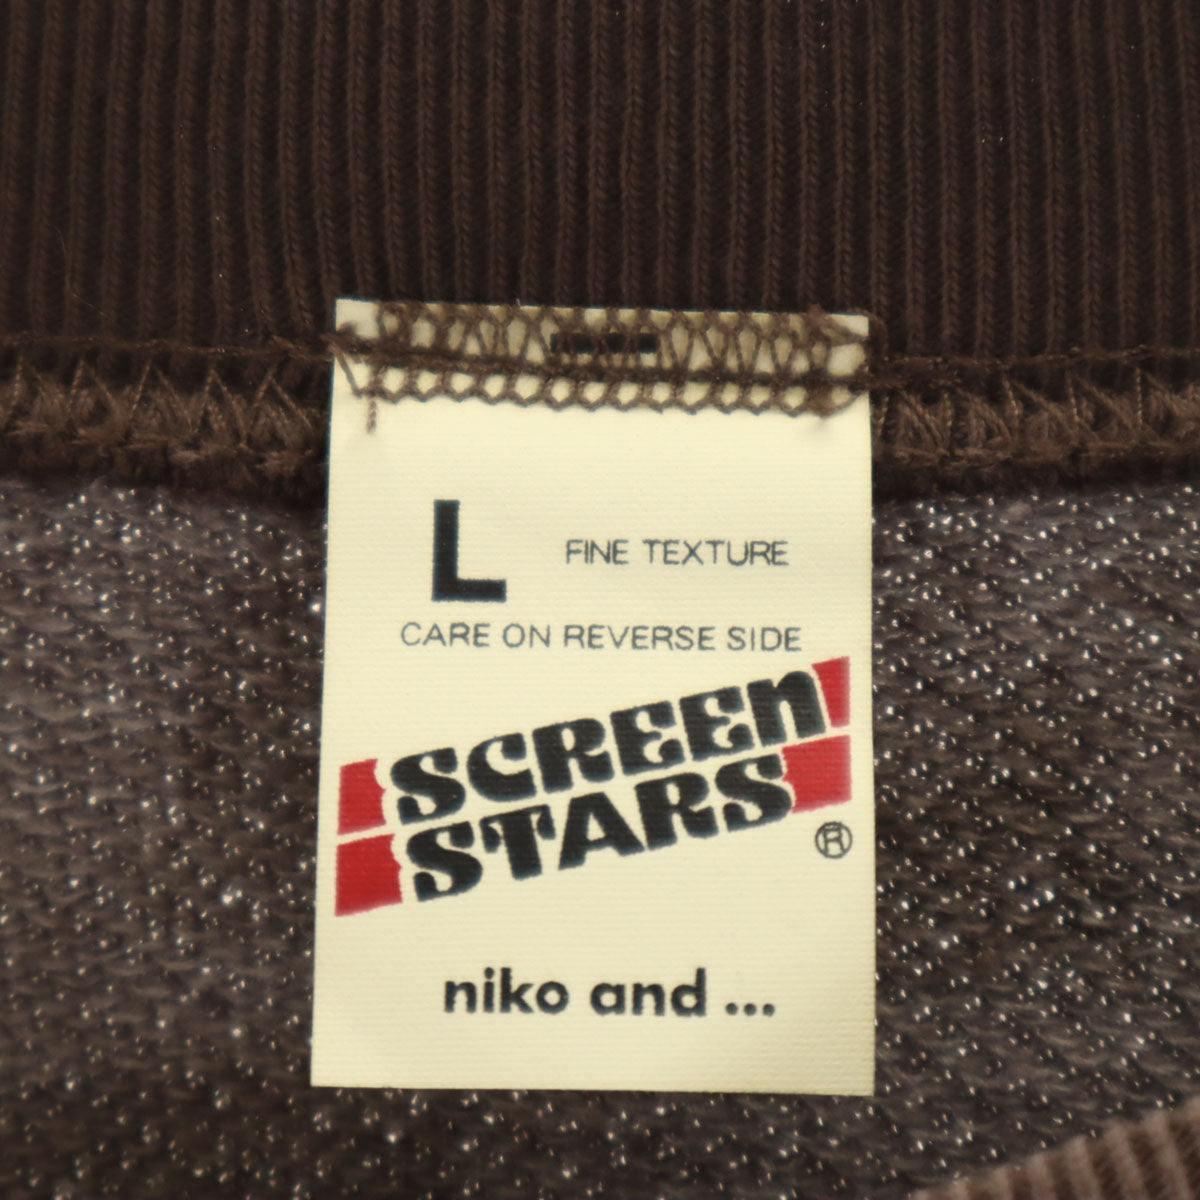 L
FINE TEXTURE
CARE ON REVERSE SIDE
SCREEN
STARS
®
niko and ...